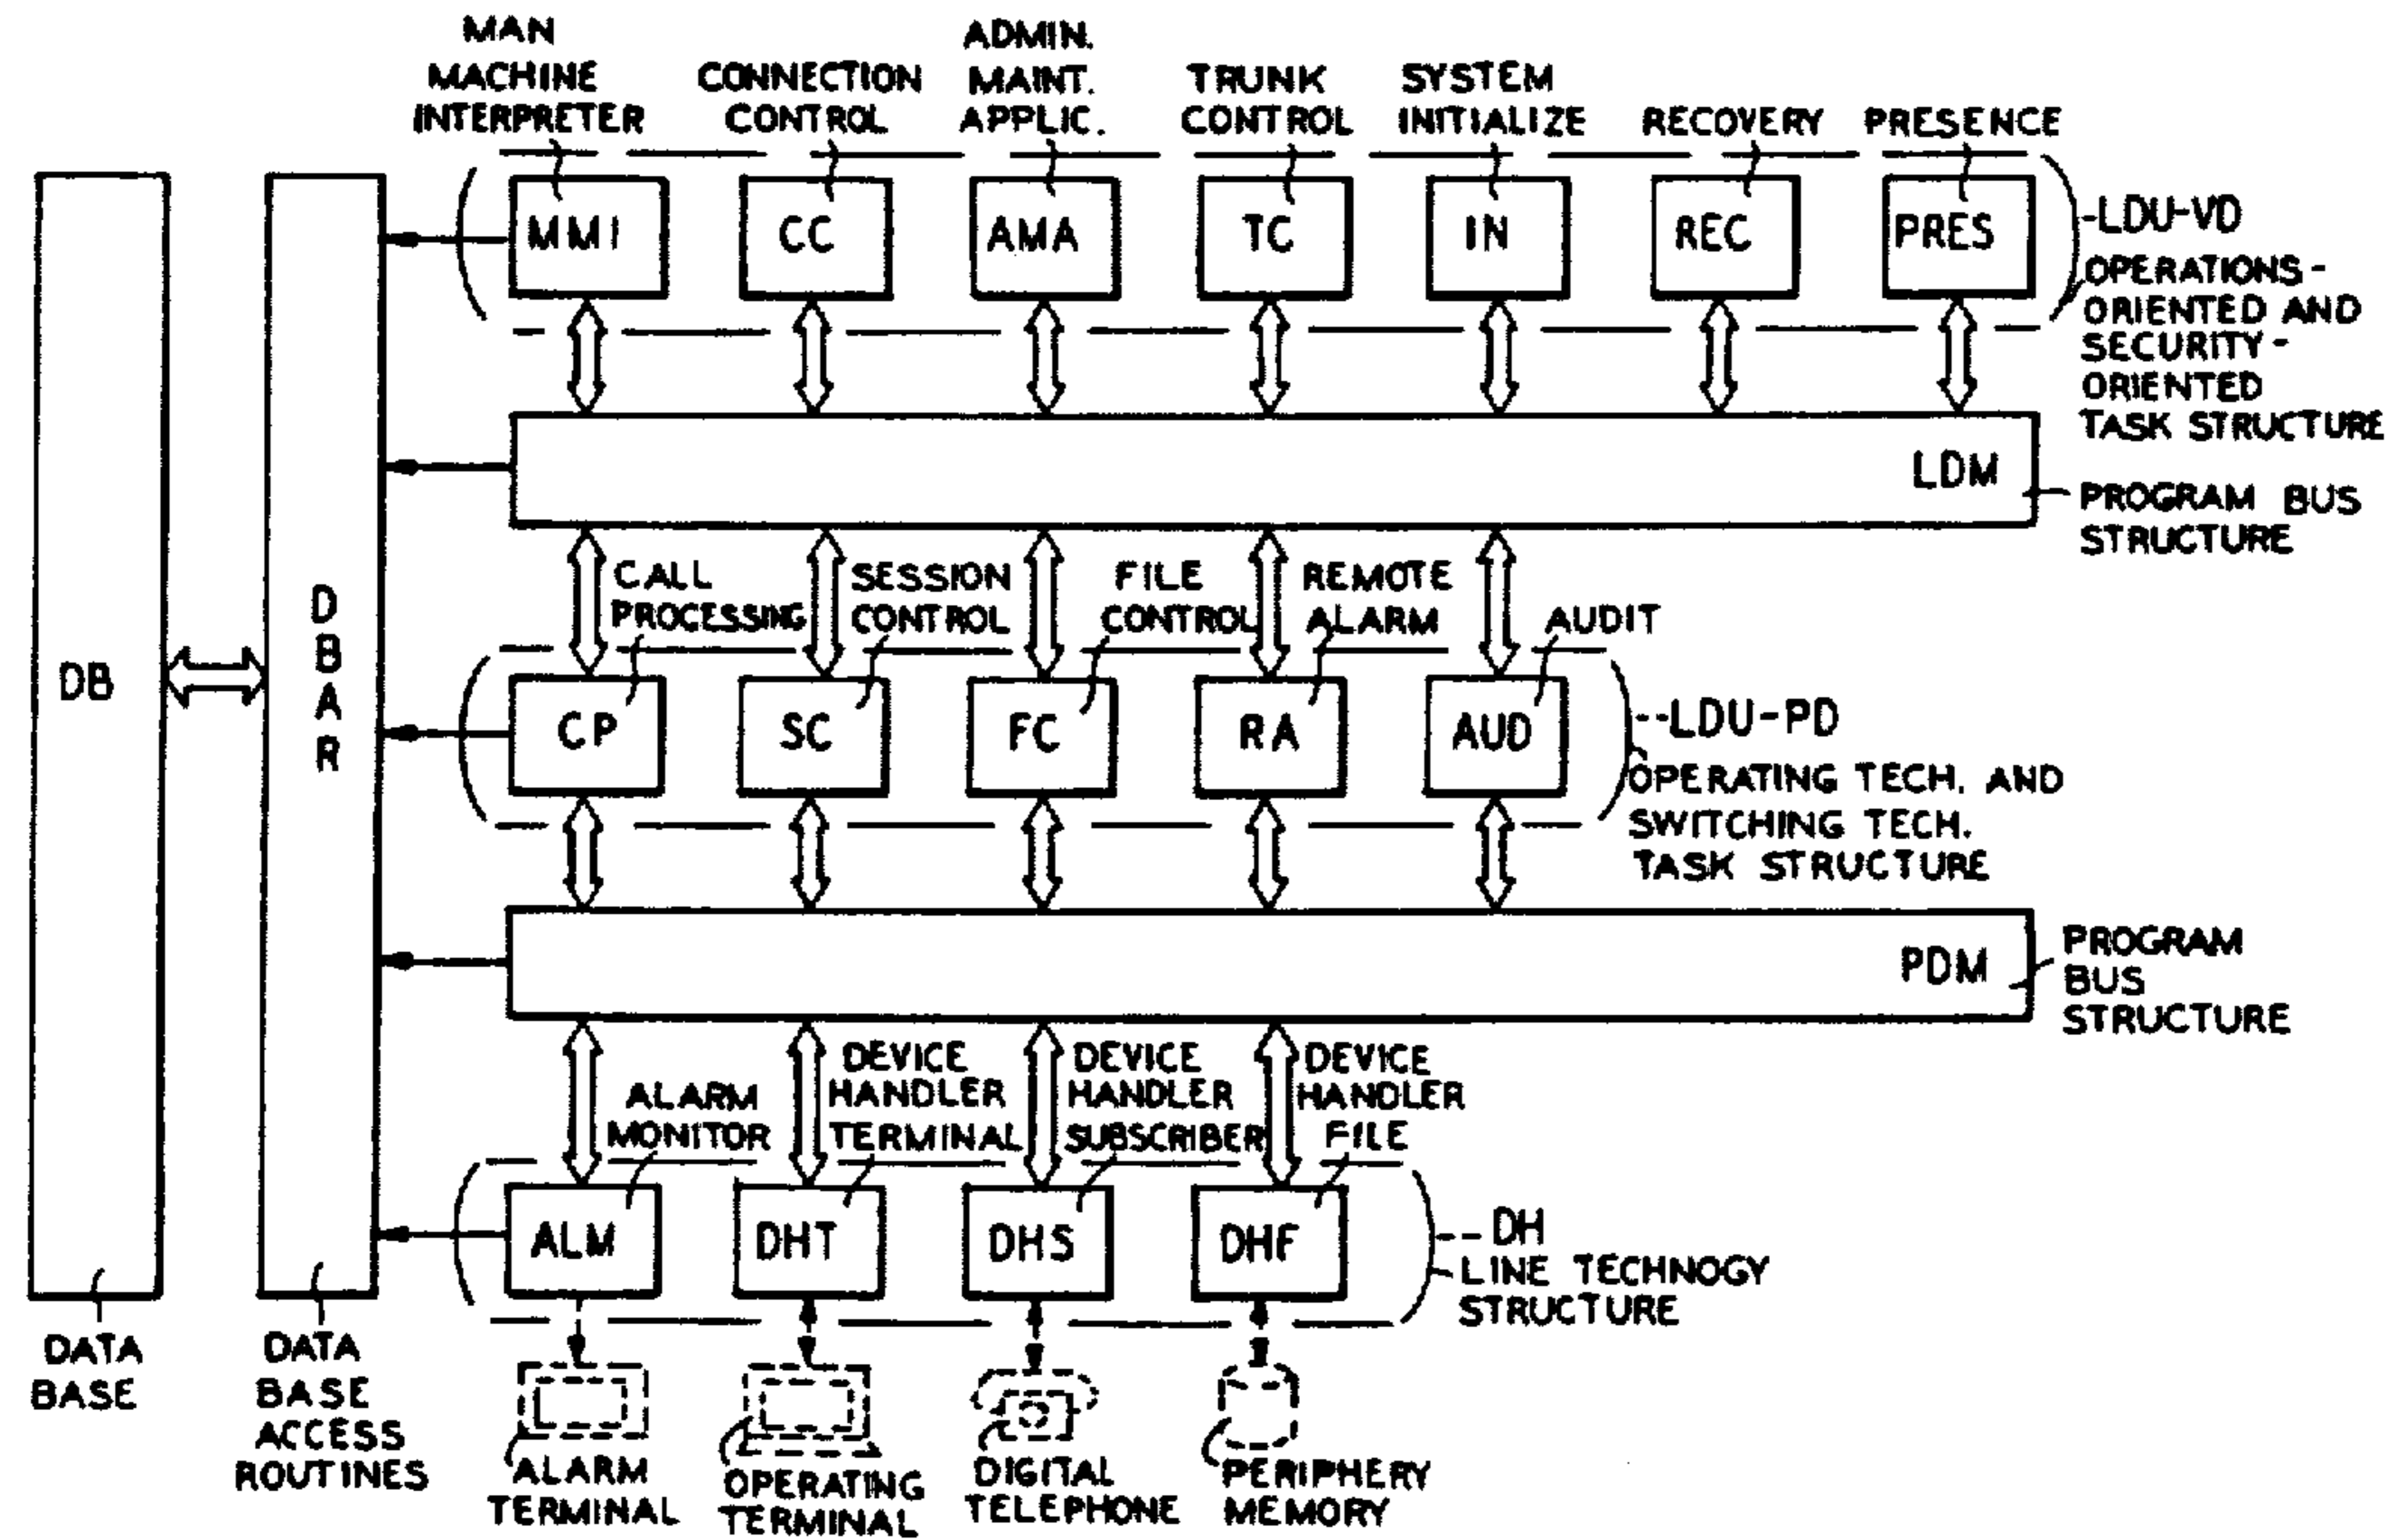 MAN
MACHINE
INTERPRETER
CONNECTION
CONTROL
ADMIN.
MAINT.
APPLIC.
TRUNK
CONTROL
SYSTEM
INITIALIZE
RECOVERY
PRESENCE
MMI
CC
AMA
TC
IN
REC
PRES
-LDU-VD
OPERATIONS-
ORIENTED AND
SECURITY-
ORIENTED
TASK STRUCTURE
LDM
PROGRAM BUS
STRUCTURE
CALL
PROCESSING
SESSION
CONTROL
FILE
CONTROL
REMOTE
ALARM
AUDIT
DB
D
B
A
R
CP
SC
FC
RA
AUD
--LDU-PD
OPERATING TECH. AND
SWITCHING TECH.
TASK STRUCTURE
PDM
PROGRAM
BUS
STRUCTURE
ALARM
MONITOR
DEVICE
HANDLER
TERMINAL
DEVICE
HANDLER
SUBSCRIBER
DEVICE
HANDLER
FILE
ALM
DHT
DHS
DHF
--DH
LINE TECHNOGY
STRUCTURE
DATA
BASE
DATA
BASE
ACCESS
ROUTINES
ALARM
TERMINAL
OPERATING
TERMINAL
DIGITAL
TELEPHONE
PERIPHERY
MEMORY